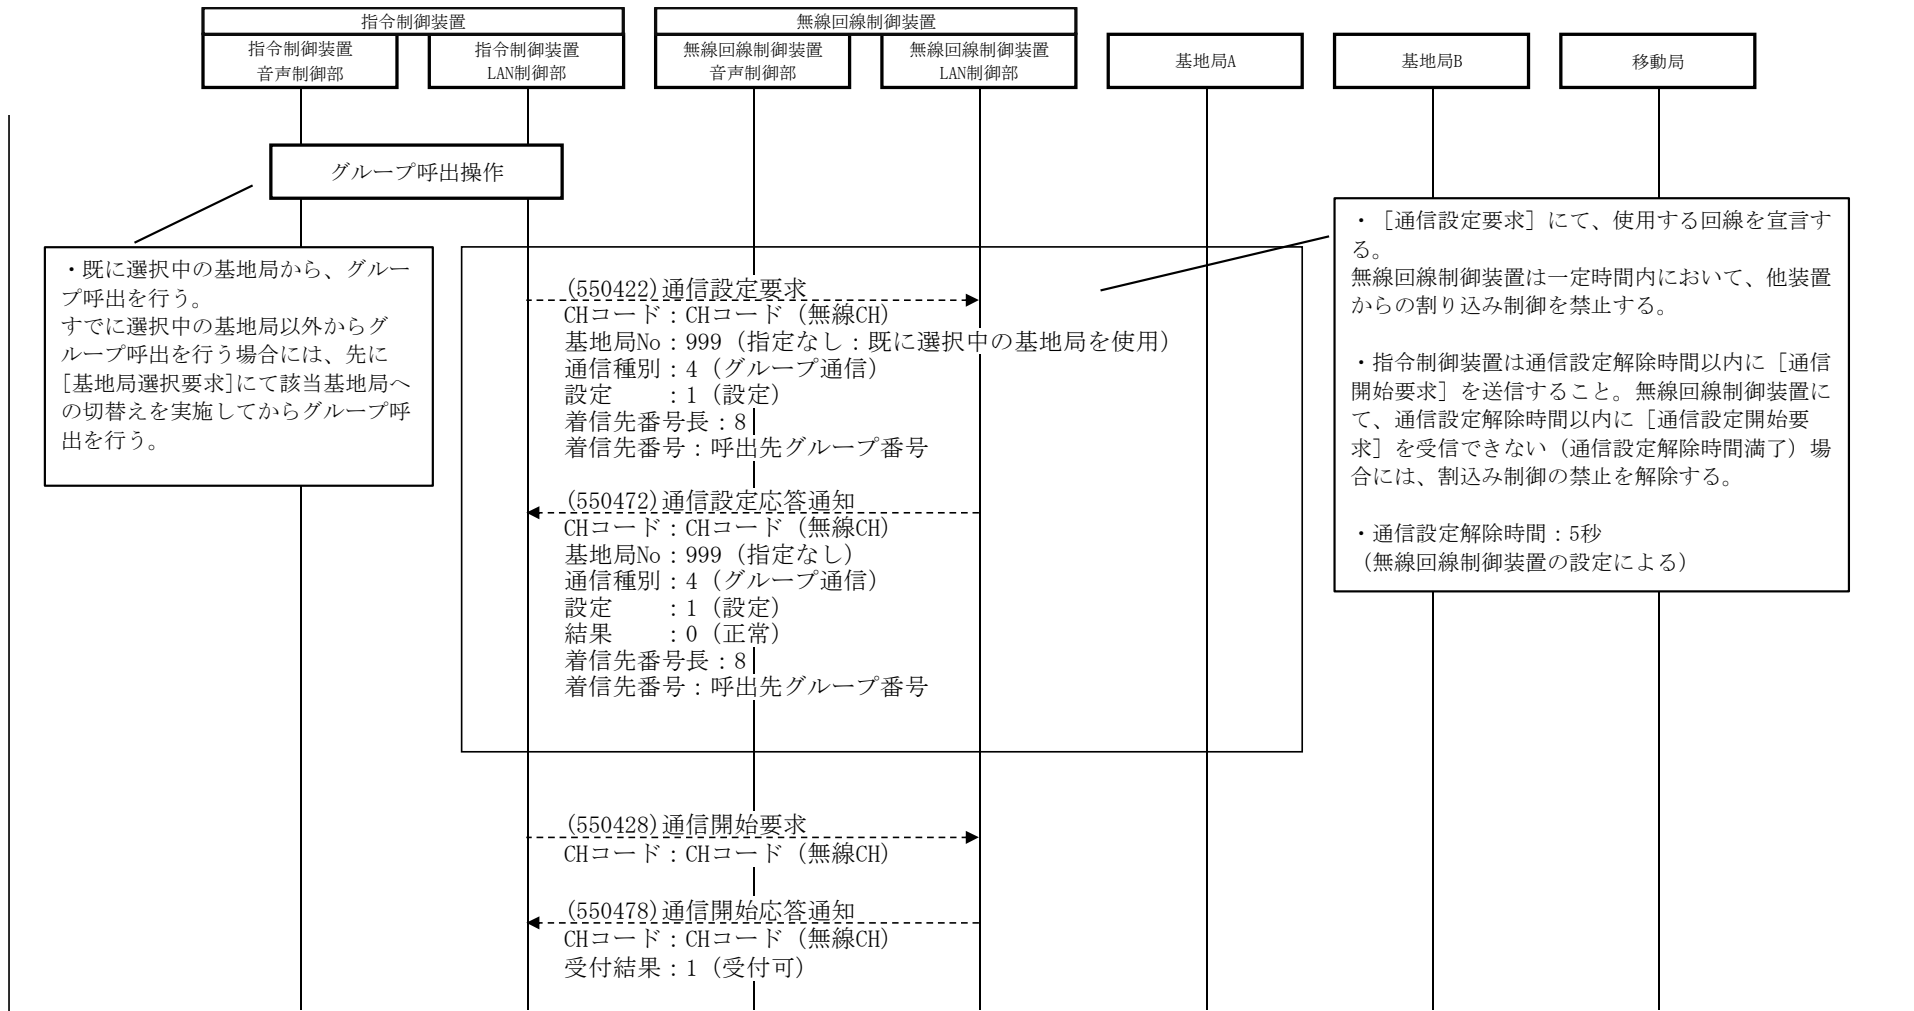 指令制御装置
無線回線制御装置
指令制御装置
音声制御部
指令制御装置
LAN制御部
無線回線制御装置
音声制御部
無線回線制御装置
LAN制御部
基地局A
基地局B
移動局
グループ呼出操作
・既に選択中の基地局から、グルー
プ呼出を行う。
すでに選択中の基地局以外からグ
ループ呼出を行う場合には、先に
[基地局選択要求]にて該当基地局へ
の切替えを実施してからグループ呼
出を行う。
・［通信設定要求］にて、使用する回線を宣言す
る。
無線回線制御装置は一定時間内において、他装置
からの割り込み制御を禁止する。
・指令制御装置は通信設定解除時間以内に［通信
開始要求］を送信すること。無線回線制御装置に
て、通信設定解除時間以内に［通信設定開始要
求］を受信できない（通信設定解除時間満了）場
合には、割込み制御の禁止を解除する。
・通信設定解除時間：5秒
（無線回線制御装置の設定による）
(550422)通信設定要求
CHコード：CHコード（無線CH）
基地局No：999（指定なし：既に選択中の基地局を使用）
通信種別：4（グループ通信）
設定　　：1（設定）
着信先番号長：8
着信先番号：呼出先グループ番号
(550472)通信設定応答通知
CHコード：CHコード（無線CH）
基地局No：999（指定なし）
通信種別：4（グループ通信）
設定　　：1（設定）
結果　　：0（正常）
着信先番号長：8
着信先番号：呼出先グループ番号
(550428)通信開始要求
CHコード：CHコード（無線CH）
(550478)通信開始応答通知
CHコード：CHコード（無線CH）
受付結果：1（受付可）